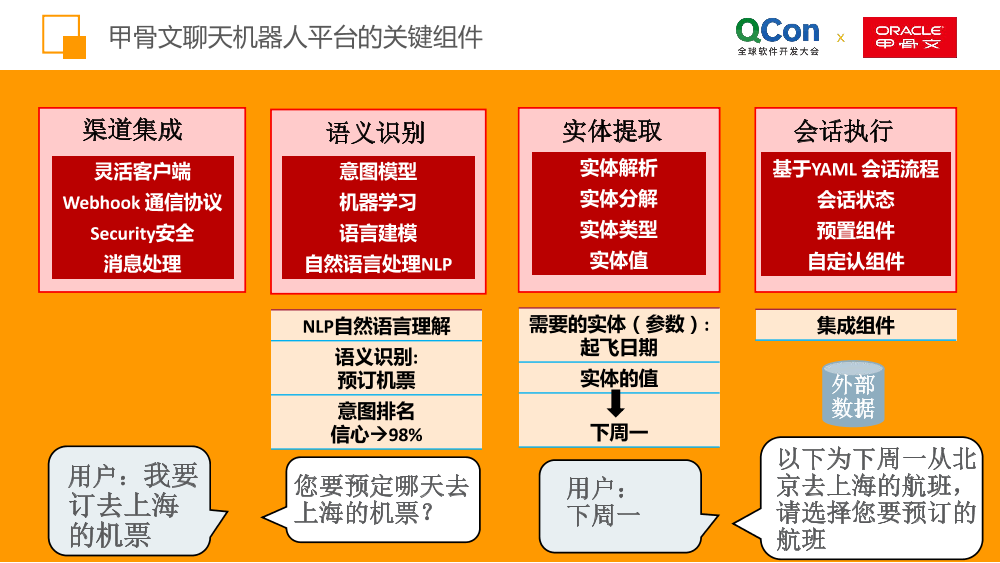 甲骨文聊天机器人平台的关键组件
QCon
全球软件开发大会
x
ORACLE®
甲骨文
渠道集成
灵活客户端
Webhook 通信协议
Security安全
消息处理
语义识别
意图模型
机器学习
语言建模
自然语言处理NLP
实体提取
实体解析
实体分解
实体类型
实体值
会话执行
基于YAML 会话流程
会话状态
预置组件
自定认组件
NLP自然语言理解
语义识别:
预订机票
意图排名
信心→98%
需要的实体（参数）:
起飞日期
实体的值
下周一
集成组件
外部
数据
用户：我要
订去上海
的机票
您要预定哪天去
上海的机票？
用户：
下周一
以下为下周一从北
京去上海的航班，
请选择您要预订的
航班